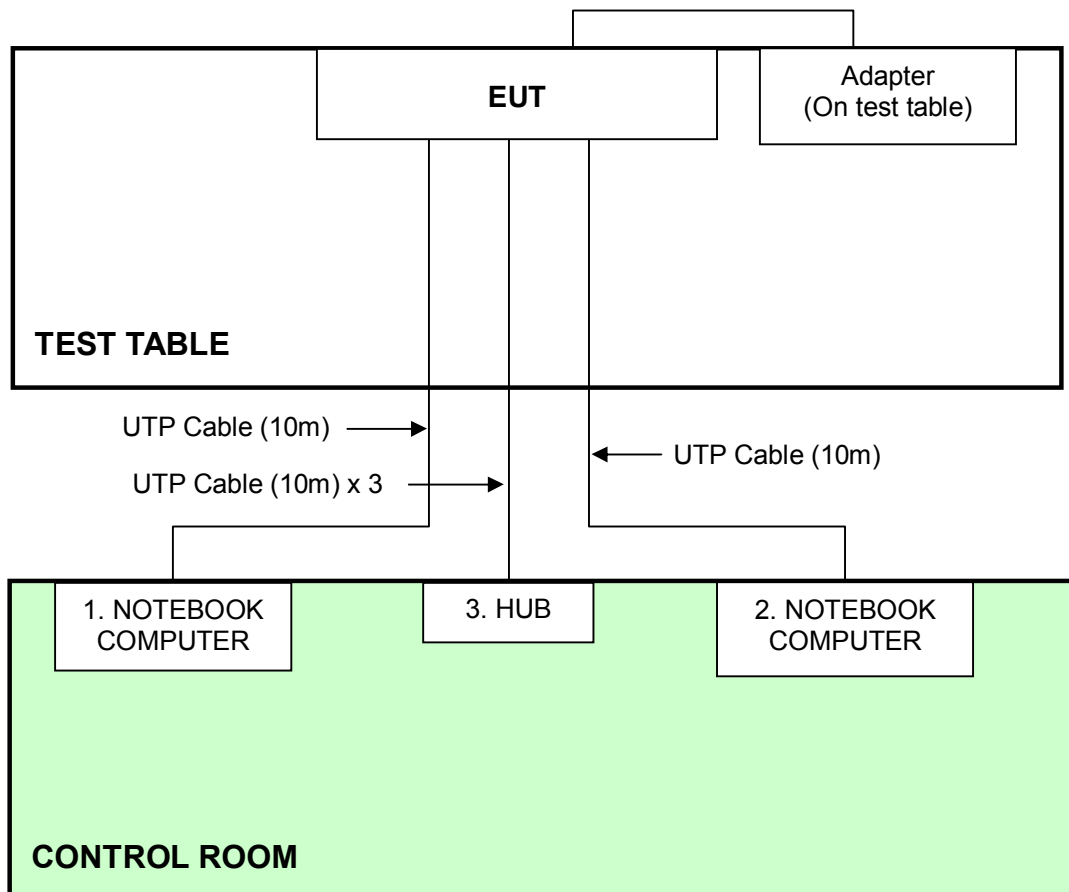 EUT
Adapter
(On test table)
TEST TABLE
UTP Cable (10m)
UTP Cable (10m)
UTP Cable (10m) x 3
1. NOTEBOOK
COMPUTER
3. HUB
2. NOTEBOOK
COMPUTER
CONTROL ROOM